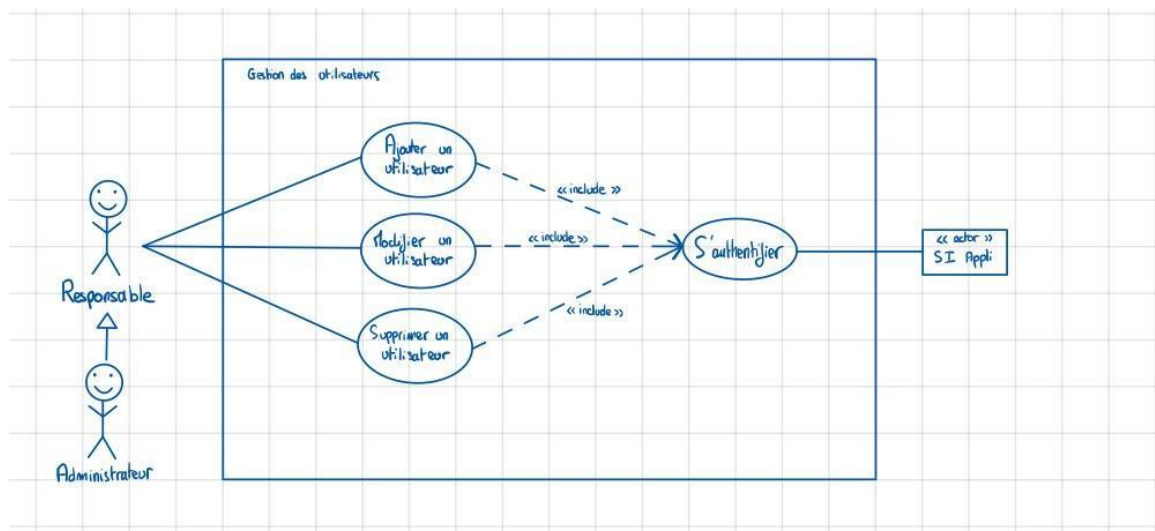 Gestion des utilisateurs
Ajouter un
utilisateur
<< include >>
Modifier un
utilisateur
<< include >>
S'authentifier
<< actor >>
SI Appli
Responsable
<< include >>
Supprimer un
utilisateur
Administrateur